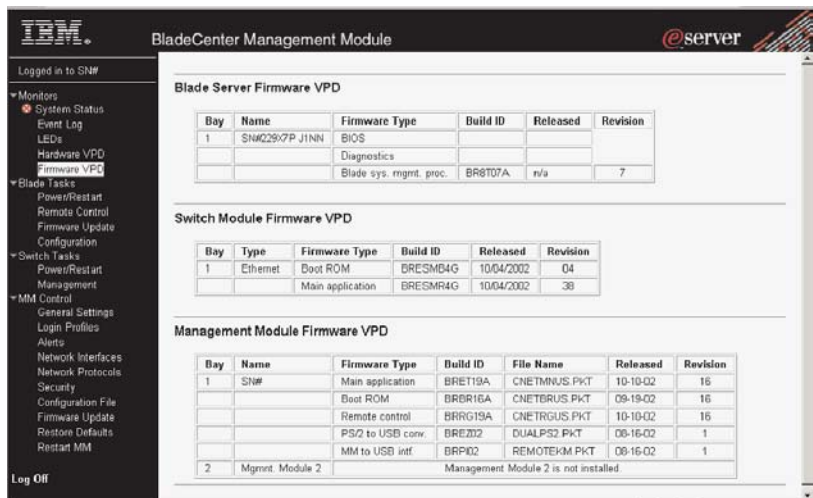 IBM.
BladeCenter Management Module
eserver
Logged in to SN#
Monitors
System Status
Event Log
LEDs
Hardware VPD
Firmware VPD
Blade Tasks
Power/Restart
Remote Control
Firmware Update
Configuration
Switch Tasks
Power/Restart
Management
MM Control
General Settings
Login Profiles
Alerts
Network Interfaces
Network Protocols
Security
Configuration File
Firmware Update
Restore Defaults
Restart MM
Log Off
Blade Server Firmware VPD
Bay Name Firmware Type Build ID Released Revision
1 SN#229X7P J1NN BIOS
Diagnostics
Blade sys. mgmt. proc. BR8T07A n/a 7
Switch Module Firmware VPD
Bay Type Firmware Type Build ID Released Revision
1 Ethernet Boot ROM BRESMB4G 10/04/2002 04
Main application BRESMR4G 10/04/2002 38
Management Module Firmware VPD
Bay Name Firmware Type Build ID File Name Released Revision
1 SN# Main application BRET19A CNETMNUS.PKT 10-10-02 16
Boot ROM BRBR16A CNETBRUS.PKT 09-19-02 16
Remote control BRRG19A CNETRGUS.PKT 10-10-02 16
PS/2 to USB conv. BREZ02 DUALPS2.PKT 08-16-02 1
MM to USB intf. BRPI02 REMOTEKM.PKT 08-16-02 1
2 Mgmnt. Module 2 Management Module 2 is not installed.